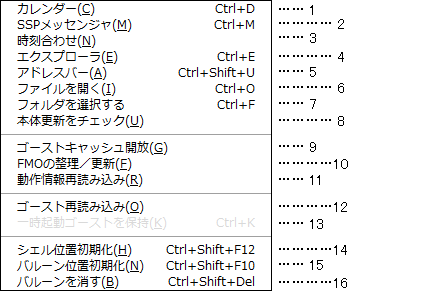 カレンダー(C) Ctrl+D …… 1
SSPメッセンジャ(M) Ctrl+M ……… 2
時刻合わせ(N) …… 3
エクスプローラ(E) Ctrl+E ……… 4
アドレスバー(A) Ctrl+Shift+U …… 5
ファイルを開く(I) Ctrl+O ……… 6
フォルダを選択する Ctrl+F …… 7
本体更新をチェック(U) ……… 8
ゴーストキャッシュ開放(G) …… 9
FMOの整理／更新(F) ………10
動作情報再読み込み(R) …… 11
ゴースト再読み込み(O) ………12
一時起動ゴーストを保持(K) Ctrl+K …… 13
シェル位置初期化(H) Ctrl+Shift+F12 ………14
バルーン位置初期化(N) Ctrl+Shift+F10 …… 15
バルーンを消す(B) Ctrl+Shift+Del ………16